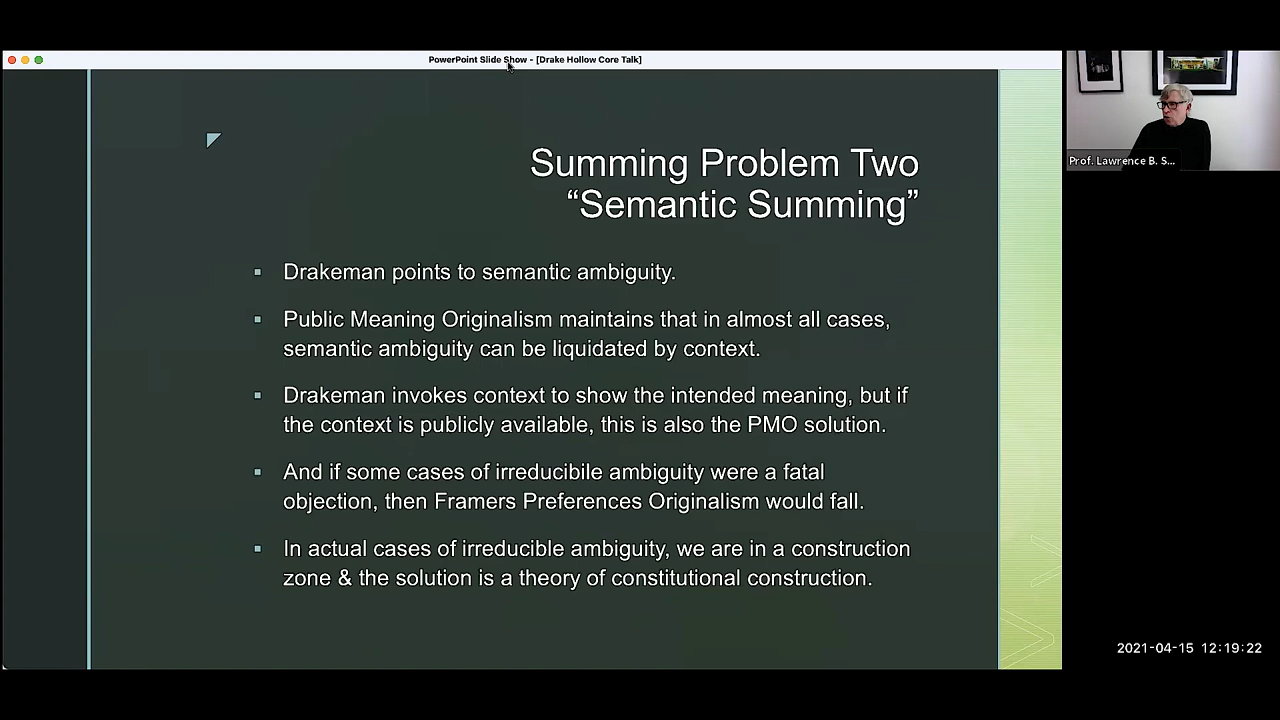 PowerPoint Slide Show - [Drake Hollow Core Talk]
Prof. Lawrence B. S...
Summing Problem Two
“Semantic Summing”
▪ Drakeman points to semantic ambiguity.
▪ Public Meaning Originalism maintains that in almost all cases,
semantic ambiguity can be liquidated by context.
▪ Drakeman invokes context to show the intended meaning, but if
the context is publicly available, this is also the PMO solution.
▪ And if some cases of irreducibile ambiguity were a fatal
objection, then Framers Preferences Originalism would fall.
▪ In actual cases of irreducible ambiguity, we are in a construction
zone & the solution is a theory of constitutional construction.
2021-04-15 12:19:22